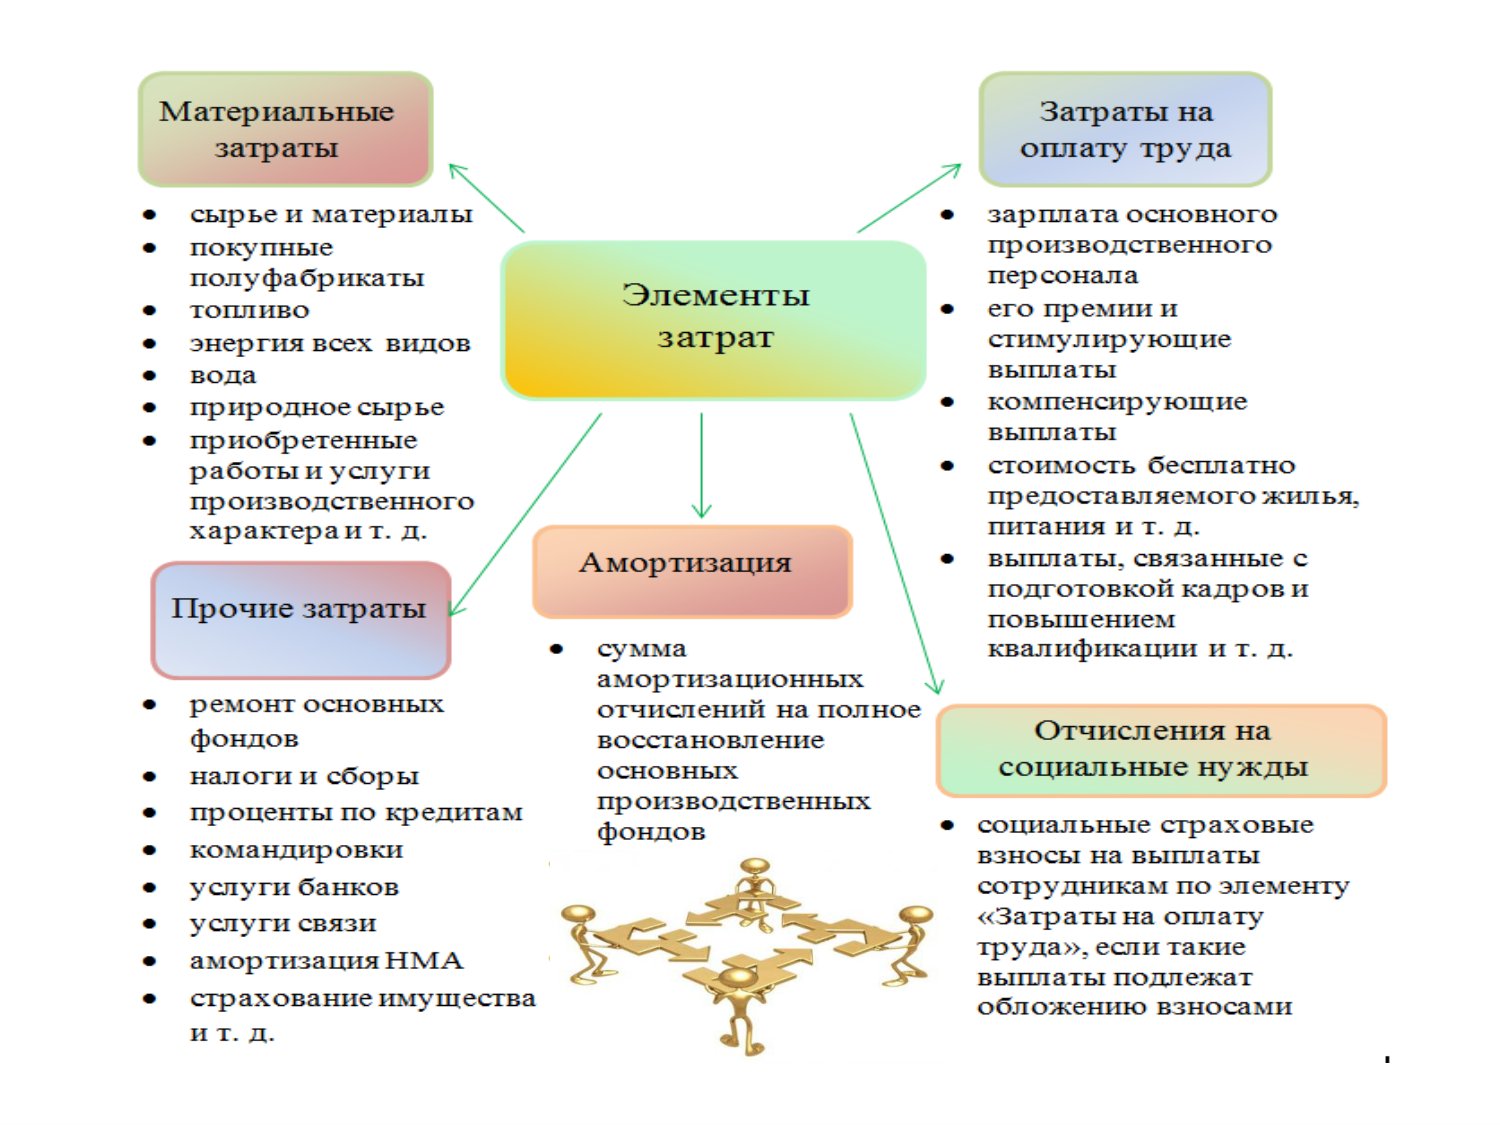 Материальные
затраты
• сырье и материалы
• покупные
полуфабрикаты
• топливо
• энергия всех видов
• вода
• природное сырье
• приобретенные
работы и услуги
производственного
характера и т. д.
Затраты на
оплату труда
• зарплата основного
производственного
персонала
• его премии и
стимулирующие
выплаты
• компенсирующие
выплаты
• стоимость бесплатно
предоставляемого жилья,
питания и т. д.
• выплаты, связанные с
подготовкой кадров и
повышением
квалификации и т. д.
Элементы
затрат
Прочие затраты
• ремонт основных
фондов
• налоги и сборы
• проценты по кредитам
• командировки
• услуги банков
• услуги связи
• амортизация НМА
• страхование имущества
и т. д.
Амортизация
• сумма
амортизационных
отчислений на полное
восстановление
основных
производственных
фондов
Отчисления на
социальные нужды
• социальные страховые
взносы на выплаты
сотрудникам по элементу
«Затраты на оплату
труда», если такие
выплаты подлежат
обложению взносами